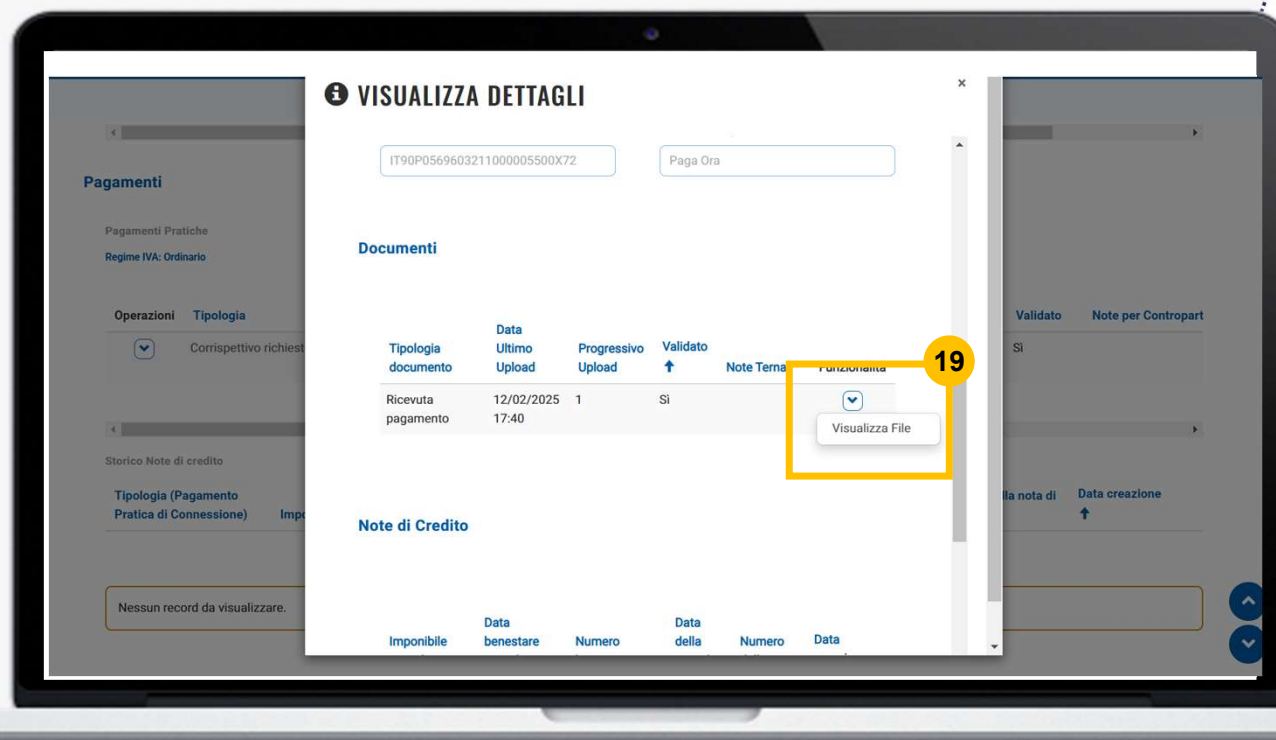 VISUALIZZA DETTAGLI
×
IT90P0569603211000005500X72
Paga Ora
Pagamenti
Pagamenti Pratiche
Regime IVA: Ordinario
Documenti
Operazioni Tipologia
Validato Note per Contropart
Corrispettivo richiest
Sì
Tipologia documento
Data Ultimo Upload
Progressivo Upload
Validato
Note Terna
Funzionalità
19
Ricevuta pagamento
12/02/2025 17:40
1
Sì
Visualizza File
Storico Note di credito
Tipologia (Pagamento
Pratica di Connessione)
lla nota di
Data creazione
Note di Credito
Nessun record da visualizzare.
Imponibile
Data benestare
Numero
Data della
Numero
Data